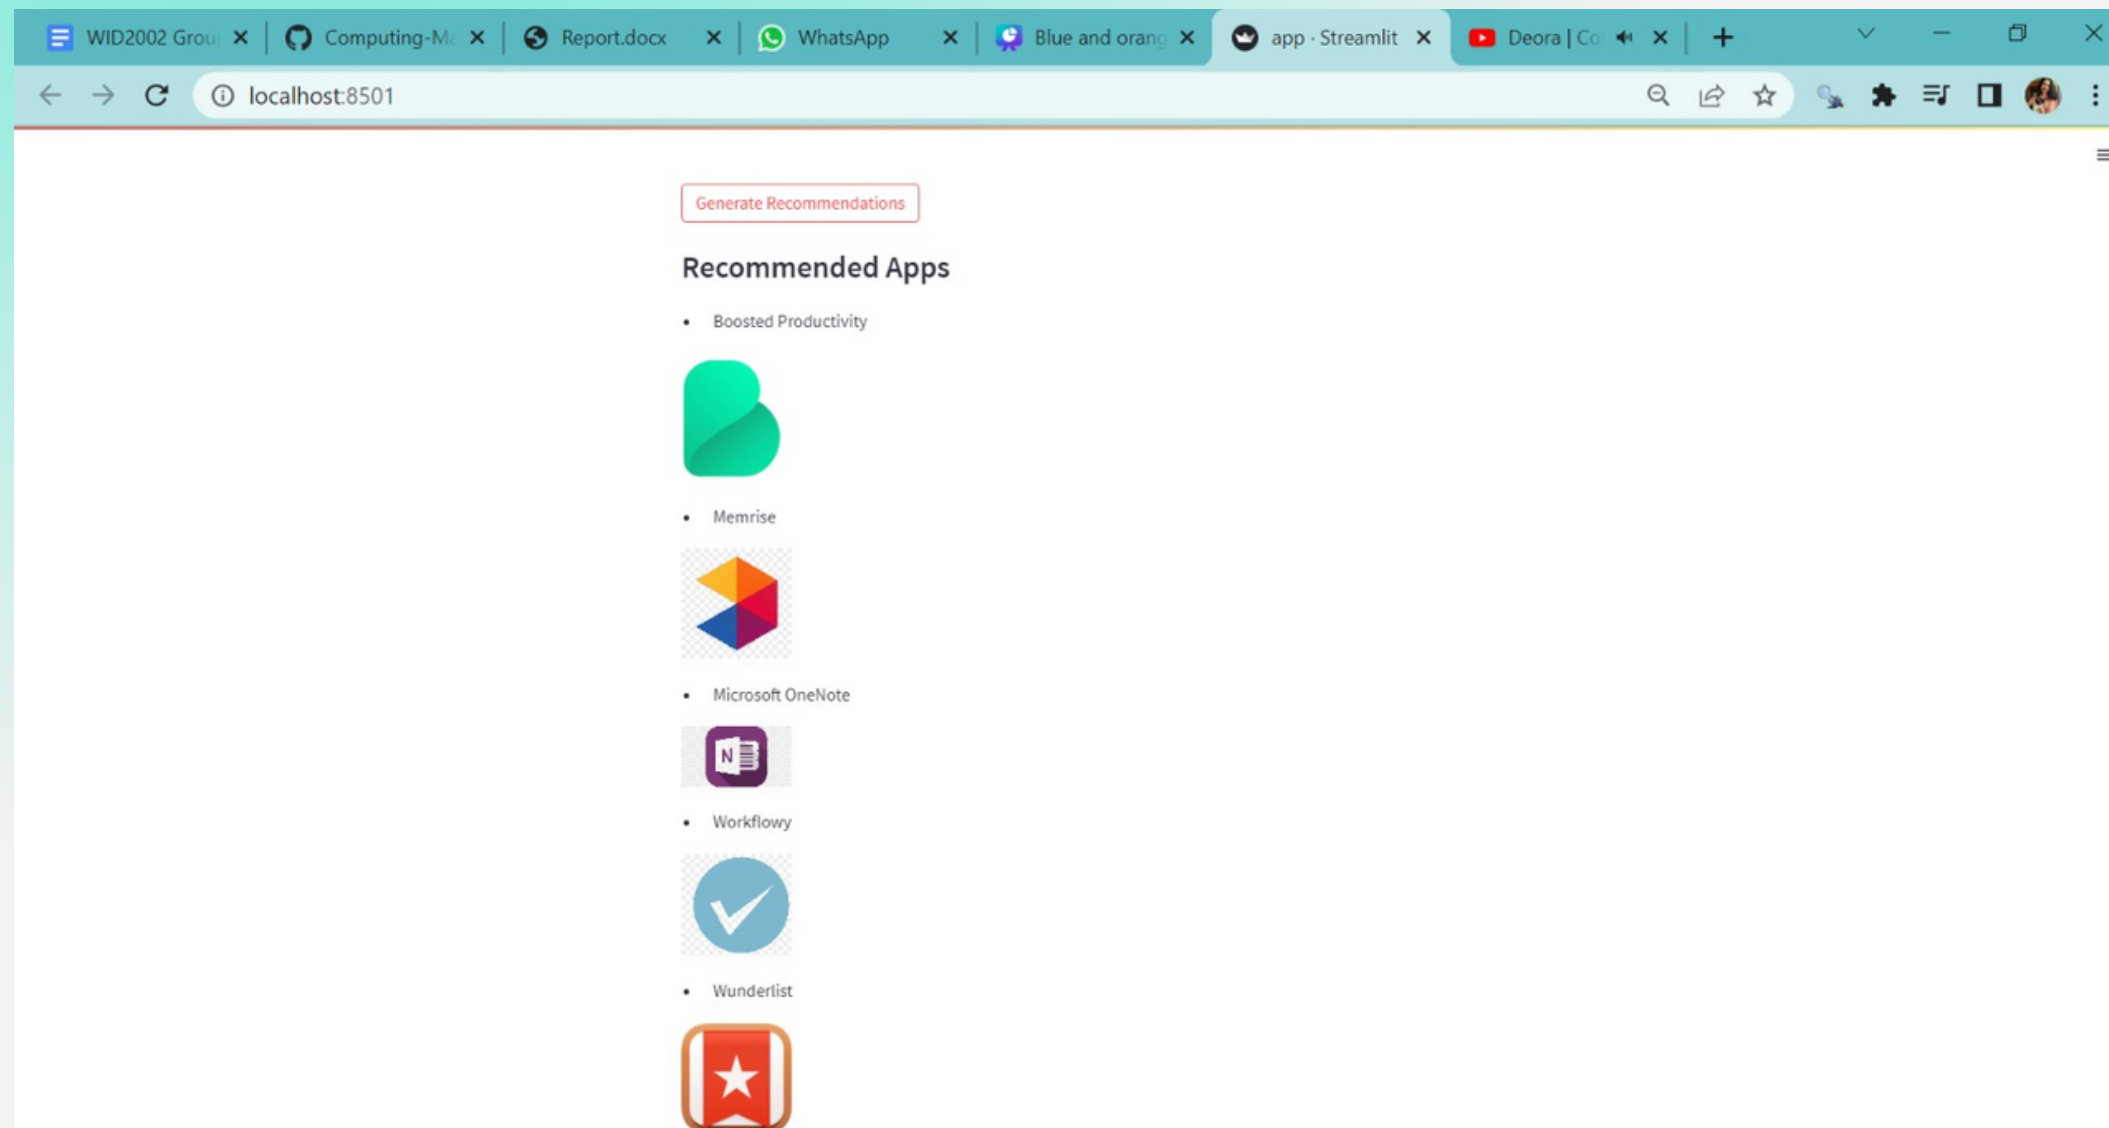 WID2002 Grou
Computing-Ma
Report.docx
WhatsApp
Blue and orang
app · Streamlit
Deora | Co
localhost:8501
Generate Recommendations
Recommended Apps
• Boosted Productivity
• Memrise
• Microsoft OneNote
N
• Workflowy
• Wunderlist